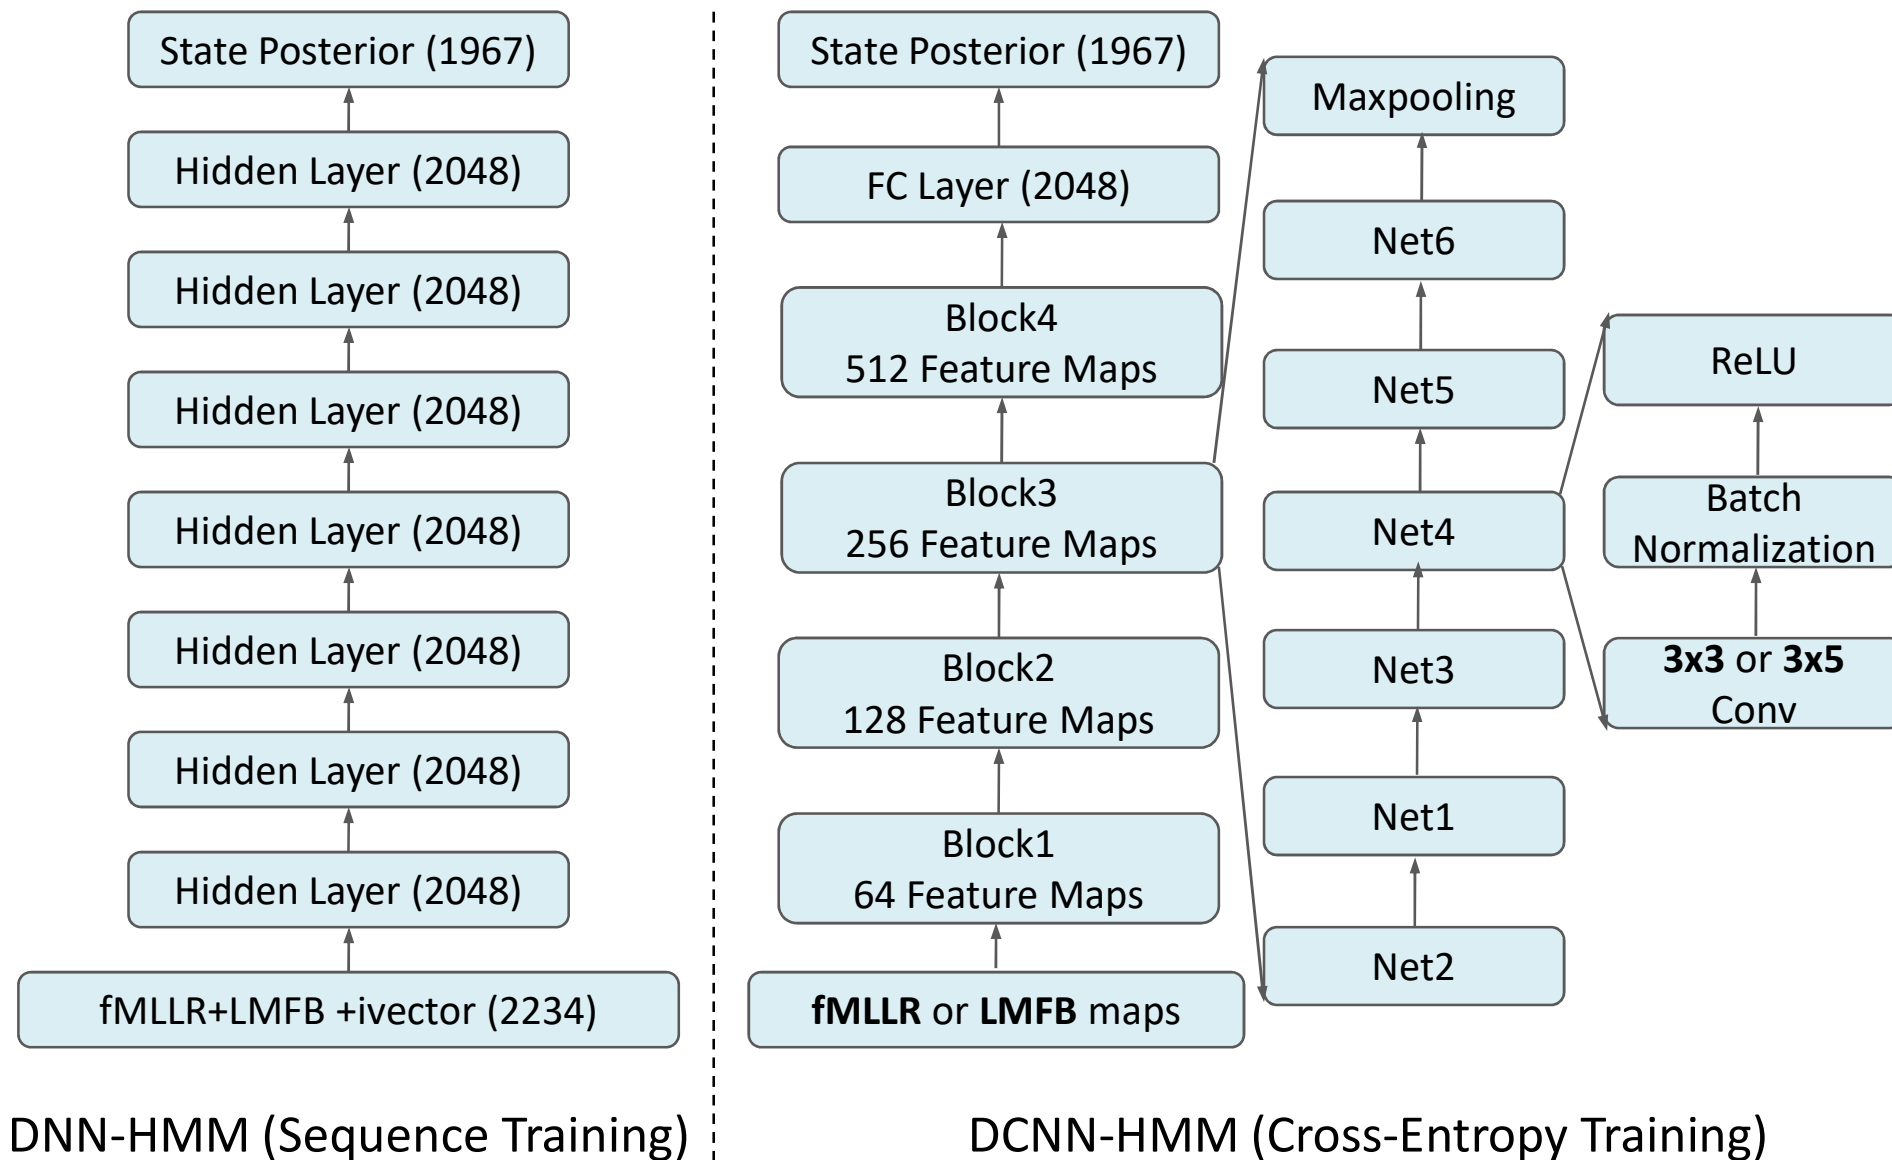 State Posterior (1967)
Hidden Layer (2048)
Hidden Layer (2048)
Hidden Layer (2048)
Hidden Layer (2048)
Hidden Layer (2048)
Hidden Layer (2048)
Hidden Layer (2048)
fMLLR+LMFB +ivector (2234)
DNN-HMM (Sequence Training)
State Posterior (1967)
FC Layer (2048)
Block4
512 Feature Maps
Block3
256 Feature Maps
Block2
128 Feature Maps
Block1
64 Feature Maps
fMLLR or LMFB maps
Maxpooling
Net6
Net5
Net4
Net3
Net1
Net2
ReLU
Batch
Normalization
3x3 or 3x5
Conv
DCNN-HMM (Cross-Entropy Training)